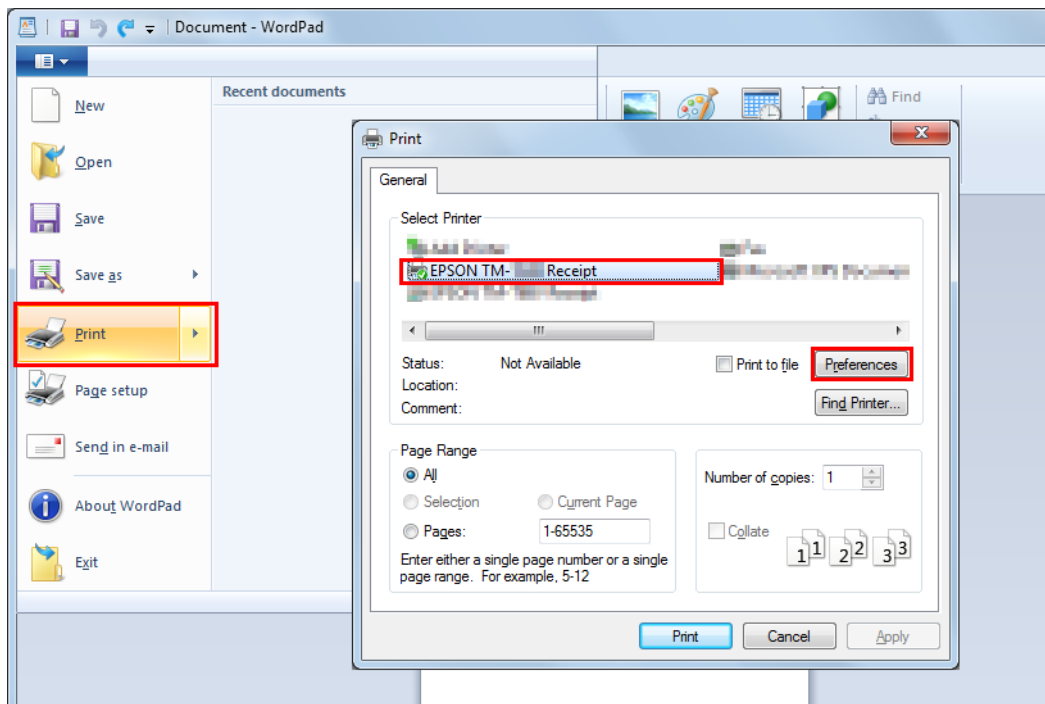 Document - WordPad
New
Open
Save
Save as
Print
Page setup
Send in e-mail
About WordPad
Exit
Recent documents
Find
Print
General
Select Printer
EPSON TM- Receipt
Status: Not Available
Location:
Comment:
Print to file
Preferences
Find Printer...
Page Range
All
Selection
Current Page
Pages: 1-65535
Enter either a single page number or a single
page range. For example, 5-12
Number of copies: 1
Collate
1 1 2 2 3 3
Print Cancel Apply